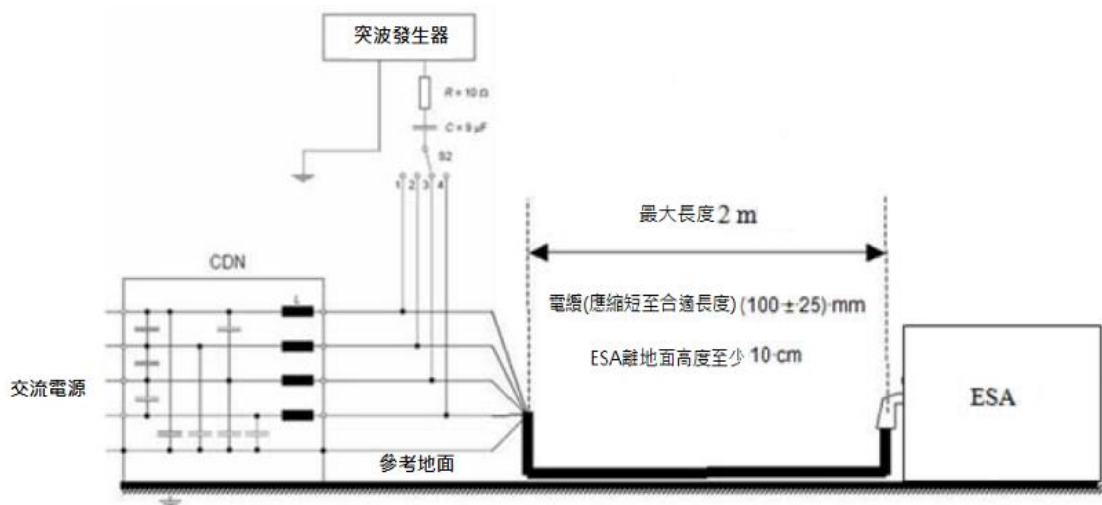 突波發生器
R = 10 Ω
C = 9 μF
S2
1 2 3 4
最大長度 2 m
CDN
L
電纜(應縮短至合適長度) (100 ± 25) mm
ESA離地面高度至少 10 cm
交流電源
ESA
參考地面